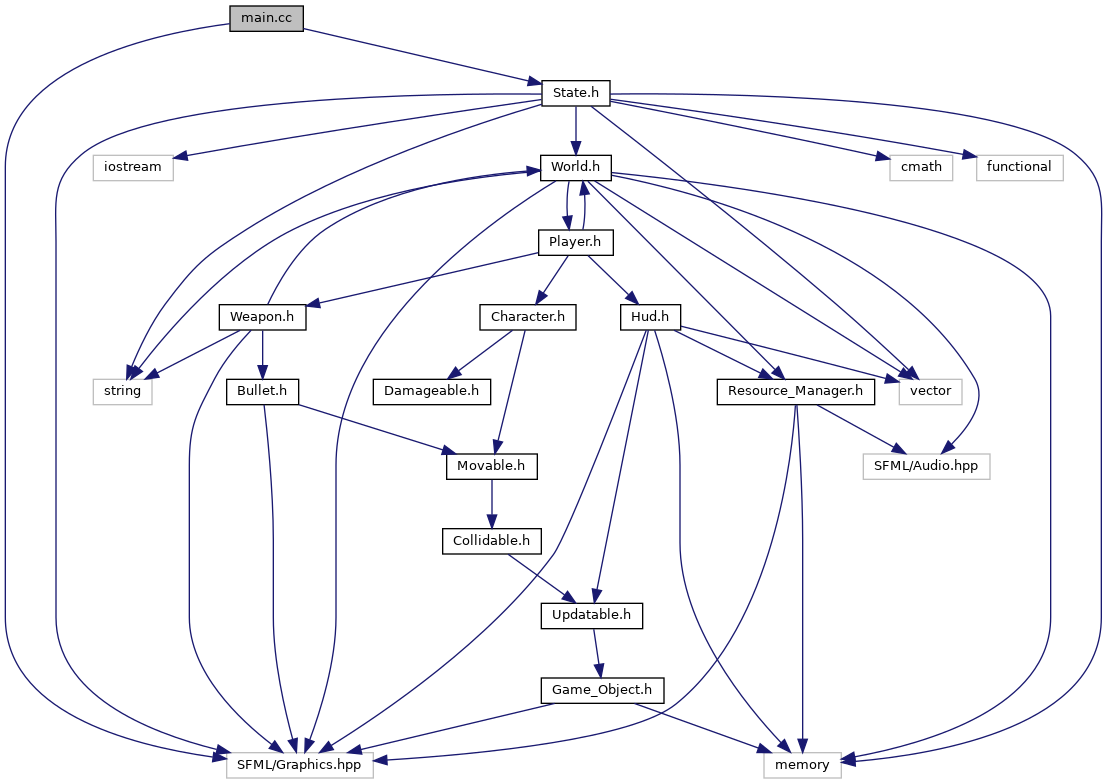 main.cc
State.h
iostream
World.h
cmath
functional
Player.h
Weapon.h
Character.h
Hud.h
string
Bullet.h
Damageable.h
Resource_Manager.h
vector
Movable.h
SFML/Audio.hpp
Collidable.h
Updatable.h
Game_Object.h
SFML/Graphics.hpp
memory